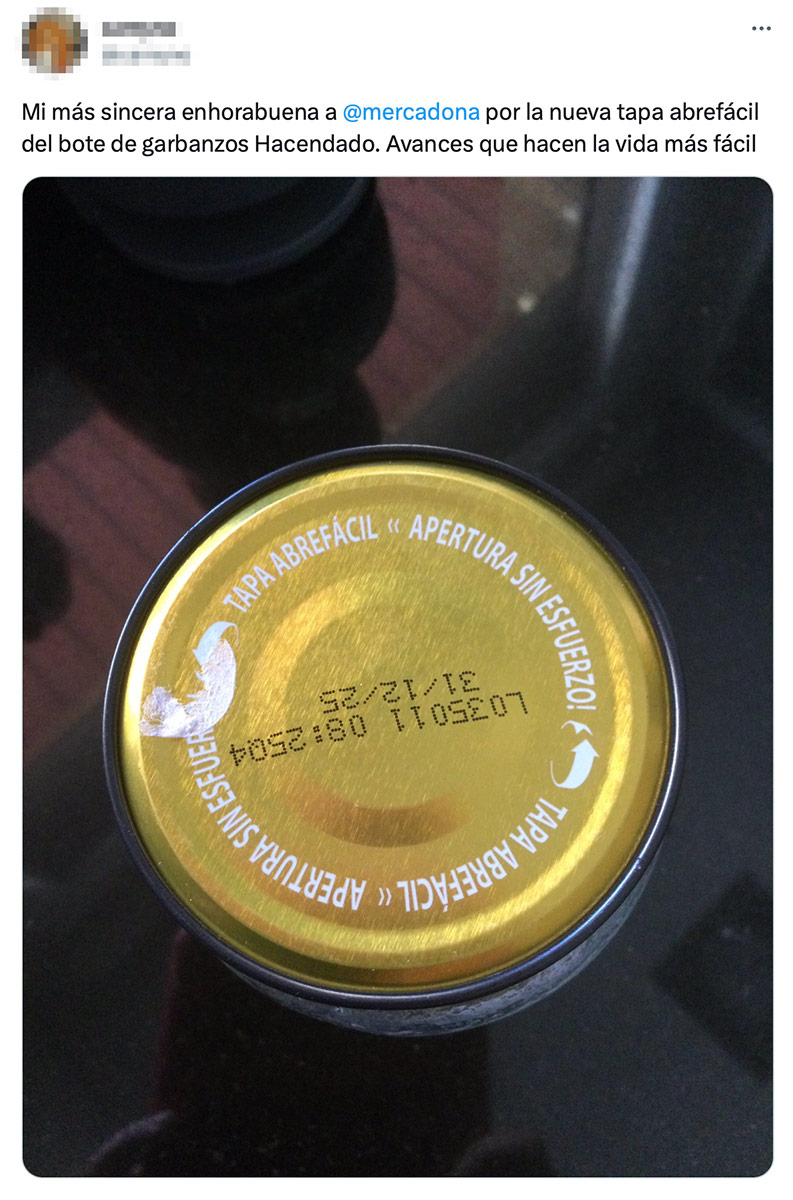 Mi más sincera enhorabuena a @mercadona por la nueva tapa abrefácil
del bote de garbanzos Hacendado. Avances que hacen la vida más fácil
TAPA ABREFÁCIL « APERTURA SIN ESFUERZO!
TAPA ABREFÁCIL « APERTURA SIN ESFUER
L035011 08:2504
31/12/25